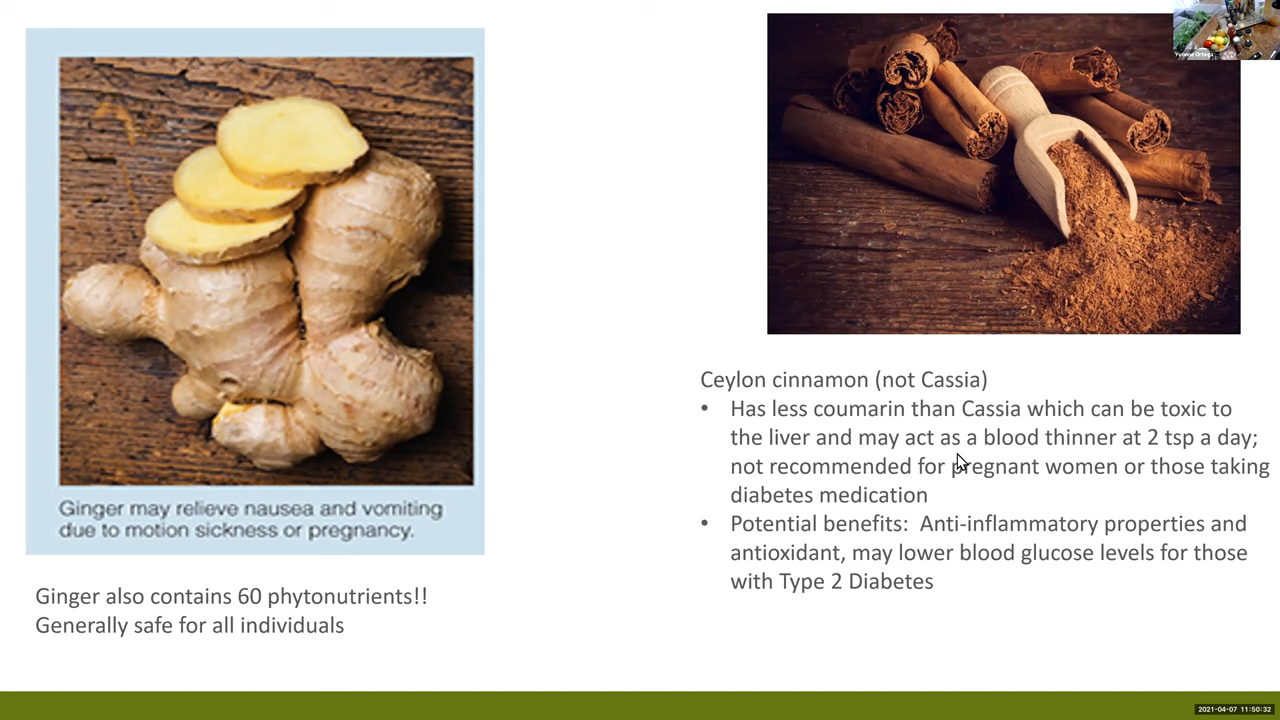 Ginger may relieve nausea and vomiting
due to motion sickness or pregnancy.
Ginger also contains 60 phytonutrients!!
Generally safe for all individuals
Ceylon cinnamon (not Cassia)
• Has less coumarin than Cassia which can be toxic to
the liver and may act as a blood thinner at 2 tsp a day;
not recommended for pregnant women or those taking
diabetes medication
• Potential benefits:  Anti-inflammatory properties and
antioxidant, may lower blood glucose levels for those
with Type 2 Diabetes
Yvonne Ortega
2021-04-07 11:50:32